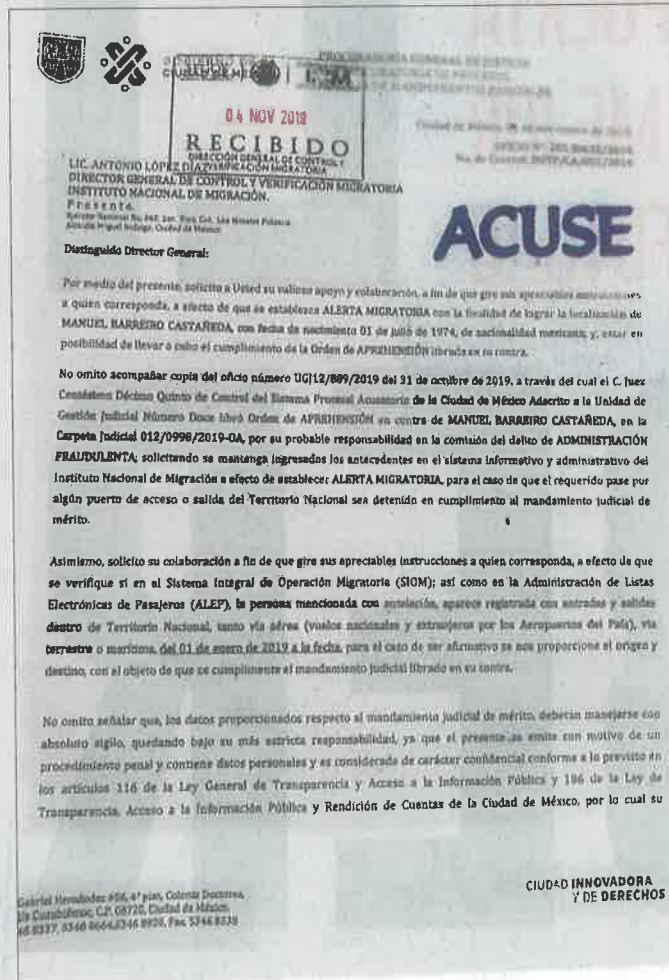 GOBIERNO DE LA
CIUDAD DE MÉXICO
PROCURADURÍA GENERAL DE JUSTICIA
04 NOV 2019
RECIBIDO
DIRECCIÓN GENERAL DE CONTROL Y
VERIFICACIÓN MIGRATORIA
LIC. ANTONIO LÓPEZ DÍAZ
DIRECTOR GENERAL DE CONTROL Y VERIFICACIÓN MIGRATORIA
INSTITUTO NACIONAL DE MIGRACIÓN.
Presente.
ACUSE
Distinguido Director General:
Por medio del presente, solicito a Usted su valioso apoyo y colaboración, a fin de que gire sus apreciables
a quien corresponda, a efecto de que se establezca ALERTA MIGRATORIA con la finalidad de lograr la localización de
MANUEL BARREIRO CASTAÑEDA, con fecha de nacimiento 01 de julio de 1974, de nacionalidad mexicana; y, estar en
posibilidad de llevar a cabo el cumplimiento de la Orden de APREHENSIÓN librada en su contra.
No omito acompañar copia del oficio número UGJ12/889/2019 del 31 de octubre de 2019, a través del cual el C. Juez
Centésimo Décimo Quinto de Control del Sistema Procesal Acusatorio de la Ciudad de México Adscrito a la Unidad de
Gestión Judicial Número Doce libró Orden de APREHENSIÓN en contra de MANUEL BARREIRO CASTAÑEDA, en la
Carpeta Judicial 012/0998/2019-OA, por su probable responsabilidad en la comisión del delito de ADMINISTRACIÓN
FRAUDULENTA; solicitando se mantenga ingresados los antecedentes en el sistema informativo y administrativo del
Instituto Nacional de Migración a efecto de establecer ALERTA MIGRATORIA, para el caso de que el requerido pase por
algún puerto de acceso o salida del Territorio Nacional sea detenido en cumplimiento al mandamiento judicial de
mérito.
Asimismo, solicito su colaboración a fin de que gire sus apreciables instrucciones a quien corresponda, a efecto de que
se verifique si en el Sistema Integral de Operación Migratoria (SIOM); así como en la Administración de Listas
Electrónicas de Pasajeros (ALEP), la persona mencionada con antelación, aparece registrada con entradas y salidas
dentro de Territorio Nacional, tanto vía aérea (vuelos nacionales y extranjeros por los Aeropuertos del País), vía
terrestre o marítima, del 01 de enero de 2019 a la fecha, para el caso de ser afirmativo se nos proporcione el origen y
destino, con el objeto de que se cumplimente el mandamiento judicial librado en su contra.
No omito señalar que, los datos proporcionados respecto al mandamiento judicial de mérito, deberán manejarse con
absoluto sigilo, quedando bajo su más estricta responsabilidad, ya que el presente se emite con motivo de un
procedimiento penal y contiene datos personales y es considerada de carácter confidencial conforme a lo previsto en
los artículos 116 de la Ley General de Transparencia y Acceso a la Información Pública y 186 de la Ley de
Transparencia, Acceso a la Información Pública y Rendición de Cuentas de la Ciudad de México, por lo cual su
CIUDAD INNOVADORA
Y DE DERECHOS